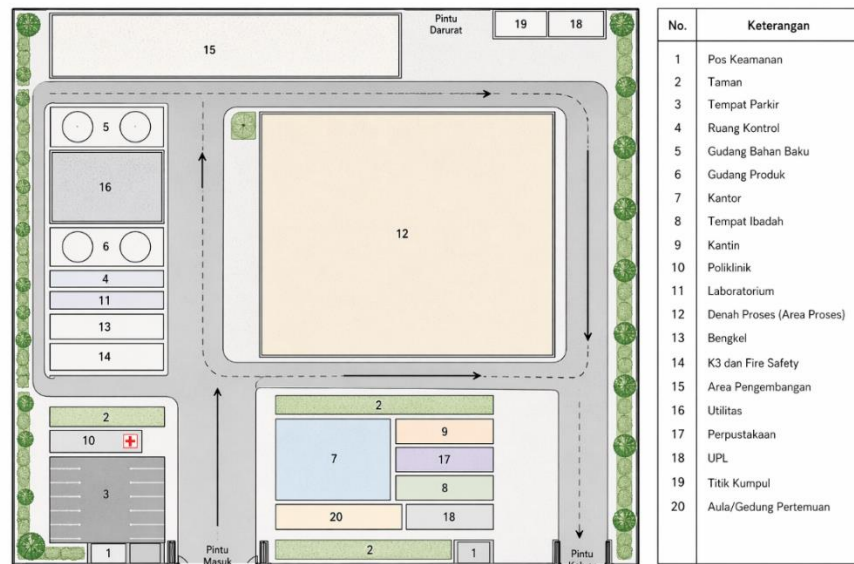 Pintu
Darurat
19
18
15
5
16
6
4
11
13
14
12
2
10
3
1
2
7
9
17
8
20
18
2
1
Pintu
Masuk
Pintu
No. Keterangan
1 Pos Keamanan
2 Taman
3 Tempat Parkir
4 Ruang Kontrol
5 Gudang Bahan Baku
6 Gudang Produk
7 Kantor
8 Tempat Ibadah
9 Kantin
10 Poliklinik
11 Laboratorium
12 Denah Proses (Area Proses)
13 Bengkel
14 K3 dan Fire Safety
15 Area Pengembangan
16 Utilitas
17 Perpustakaan
18 UPL
19 Titik Kumpul
20 Aula/Gedung Pertemuan